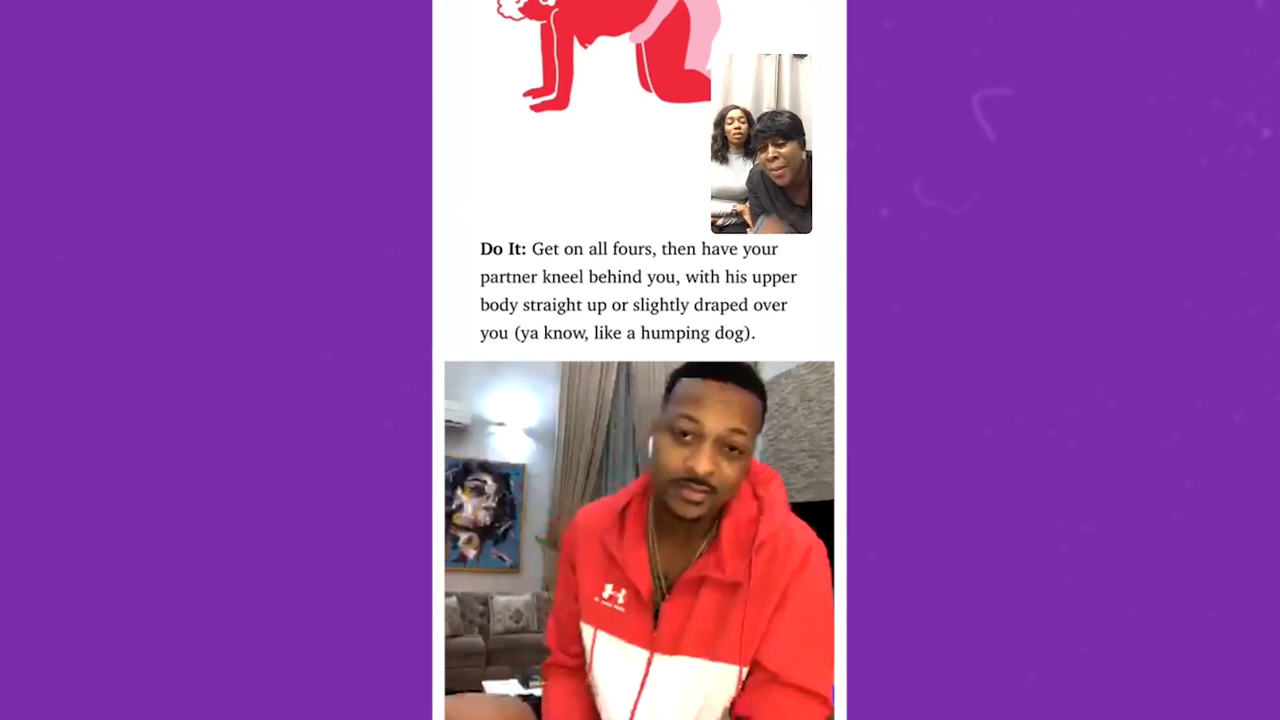 Do It: Get on all fours, then have your
partner kneel behind you, with his upper
body straight up or slightly draped over
you (ya know, like a humping dog).